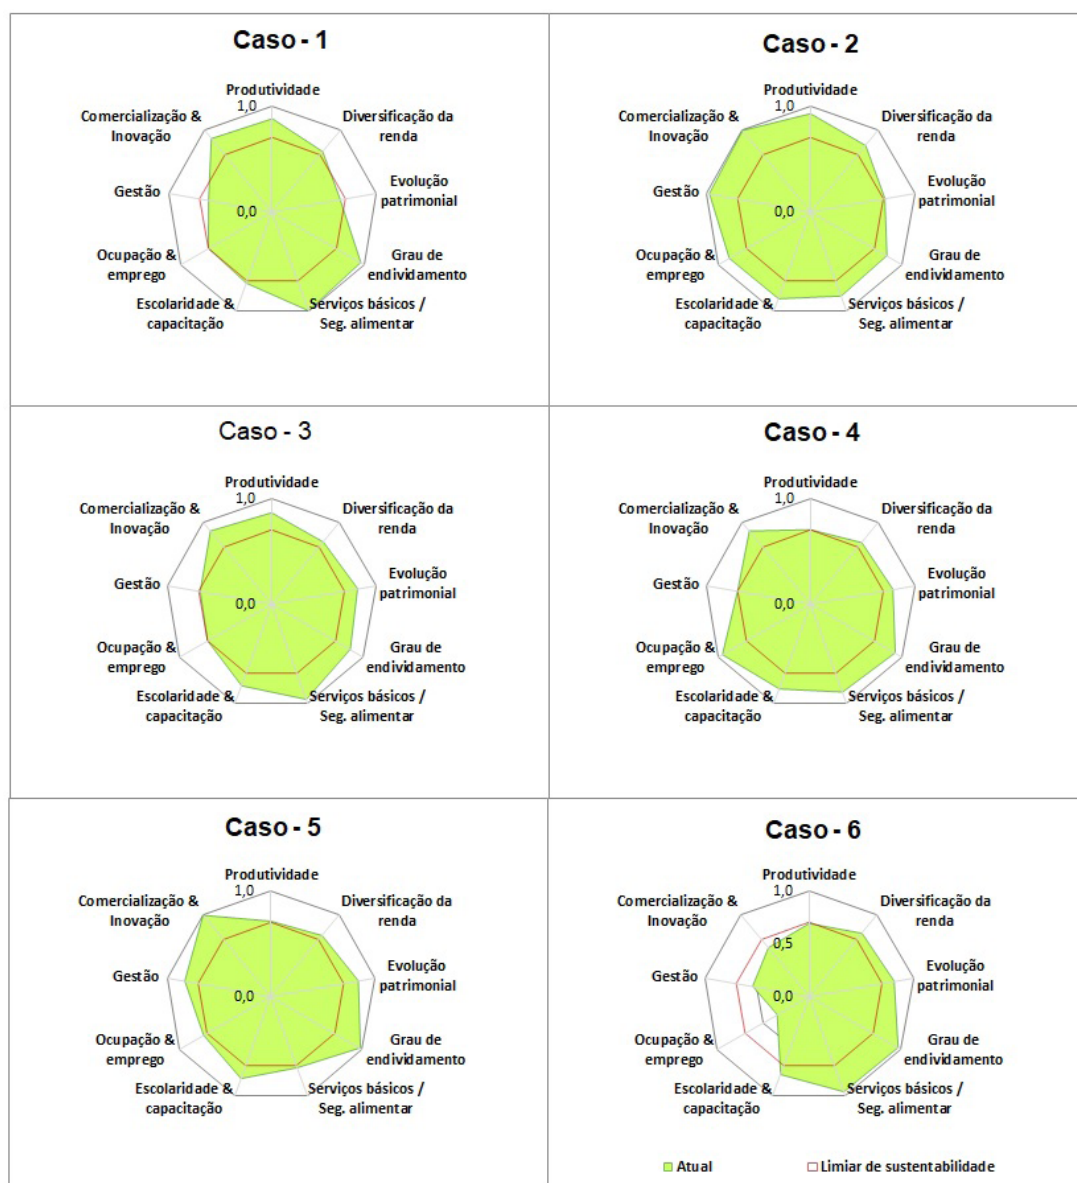 Caso - 1
Produtividade
1,0
Comercialização &
Inovação
Diversificação da
renda
Gestão
Evolução
patrimonial
0,0
Ocupação &
emprego
Grau de
endividamento
Escolaridade &
capacitação
Serviços básicos /
Seg. alimentar
Caso - 2
Produtividade
1,0
Comercialização &
Inovação
Diversificação da
renda
Gestão
Evolução
patrimonial
0,0
Ocupação &
emprego
Grau de
endividamento
Escolaridade &
capacitação
Serviços básicos /
Seg. alimentar
Caso - 3
Produtividade
1,0
Comercialização &
Inovação
Diversificação da
renda
Gestão
Evolução
patrimonial
0,0
Ocupação &
emprego
Grau de
endividamento
Escolaridade &
capacitação
Serviços básicos /
Seg. alimentar
Caso - 4
Produtividade
1,0
Comercialização &
Inovação
Diversificação da
renda
Gestão
Evolução
patrimonial
0,0
Ocupação &
emprego
Grau de
endividamento
Escolaridade &
capacitação
Serviços básicos /
Seg. alimentar
Caso - 5
Produtividade
1,0
Comercialização &
Inovação
Diversificação da
renda
Gestão
Evolução
patrimonial
0,0
Ocupação &
emprego
Grau de
endividamento
Escolaridade &
capacitação
Serviços básicos /
Seg. alimentar
Caso - 6
Produtividade
1,0
Comercialização &
Inovação
Diversificação da
renda
0,5
Gestão
Evolução
patrimonial
0,0
Ocupação &
emprego
Grau de
endividamento
Escolaridade &
capacitação
Serviços básicos /
Seg. alimentar
Atual
Limiar de sustentabilidade